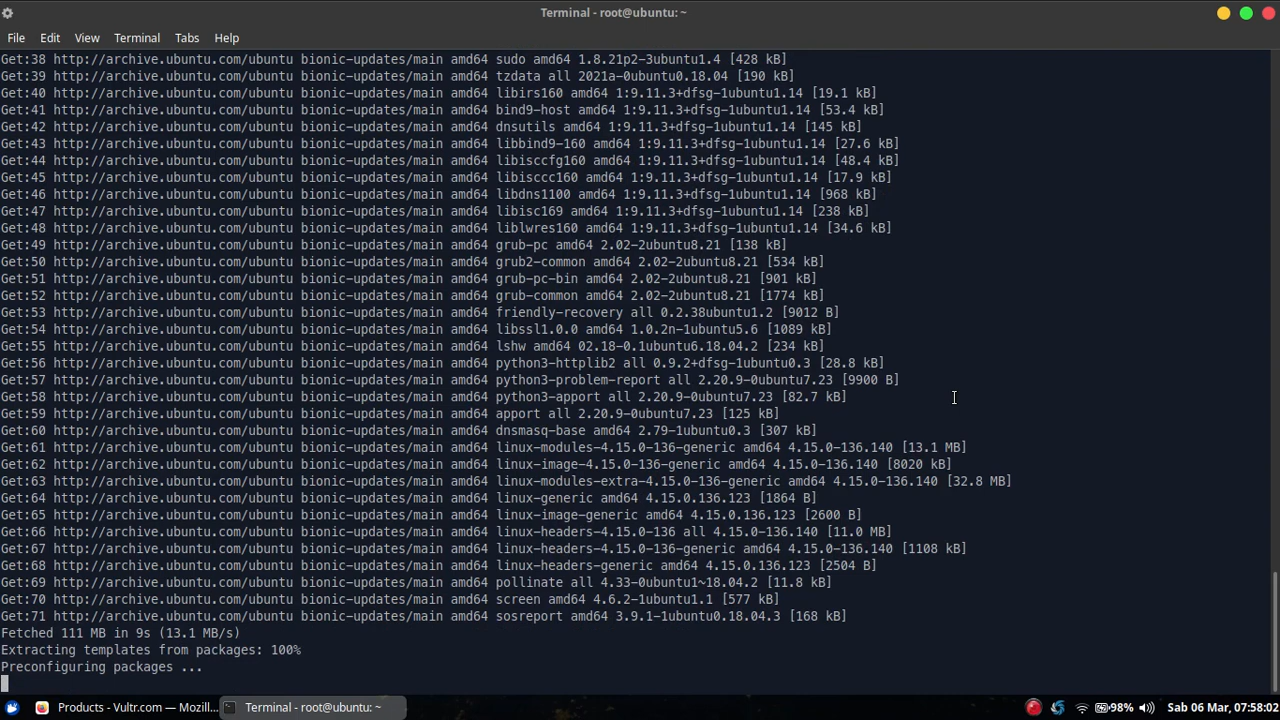 Terminal - root@ubuntu: ~
File Edit View Terminal Tabs Help
Get:38 http://archive.ubuntu.com/ubuntu bionic-updates/main amd64 sudo amd64 1.8.21p2-3ubuntu1.4 [428 kB]
Get:39 http://archive.ubuntu.com/ubuntu bionic-updates/main amd64 tzdata all 2021a-0ubuntu0.18.04 [190 kB]
Get:40 http://archive.ubuntu.com/ubuntu bionic-updates/main amd64 libirs160 amd64 1:9.11.3+dfsg-1ubuntu1.14 [19.1 kB]
Get:41 http://archive.ubuntu.com/ubuntu bionic-updates/main amd64 bind9-host amd64 1:9.11.3+dfsg-1ubuntu1.14 [53.4 kB]
Get:42 http://archive.ubuntu.com/ubuntu bionic-updates/main amd64 dnsutils amd64 1:9.11.3+dfsg-1ubuntu1.14 [145 kB]
Get:43 http://archive.ubuntu.com/ubuntu bionic-updates/main amd64 libbind9-160 amd64 1:9.11.3+dfsg-1ubuntu1.14 [27.6 kB]
Get:44 http://archive.ubuntu.com/ubuntu bionic-updates/main amd64 libisccfg160 amd64 1:9.11.3+dfsg-1ubuntu1.14 [48.4 kB]
Get:45 http://archive.ubuntu.com/ubuntu bionic-updates/main amd64 libisccc160 amd64 1:9.11.3+dfsg-1ubuntu1.14 [17.9 kB]
Get:46 http://archive.ubuntu.com/ubuntu bionic-updates/main amd64 libdns1100 amd64 1:9.11.3+dfsg-1ubuntu1.14 [968 kB]
Get:47 http://archive.ubuntu.com/ubuntu bionic-updates/main amd64 libisc169 amd64 1:9.11.3+dfsg-1ubuntu1.14 [238 kB]
Get:48 http://archive.ubuntu.com/ubuntu bionic-updates/main amd64 liblwres160 amd64 1:9.11.3+dfsg-1ubuntu1.14 [34.6 kB]
Get:49 http://archive.ubuntu.com/ubuntu bionic-updates/main amd64 grub-pc amd64 2.02-2ubuntu8.21 [138 kB]
Get:50 http://archive.ubuntu.com/ubuntu bionic-updates/main amd64 grub2-common amd64 2.02-2ubuntu8.21 [534 kB]
Get:51 http://archive.ubuntu.com/ubuntu bionic-updates/main amd64 grub-pc-bin amd64 2.02-2ubuntu8.21 [901 kB]
Get:52 http://archive.ubuntu.com/ubuntu bionic-updates/main amd64 grub-common amd64 2.02-2ubuntu8.21 [1774 kB]
Get:53 http://archive.ubuntu.com/ubuntu bionic-updates/main amd64 friendly-recovery all 0.2.38ubuntu1.2 [9012 B]
Get:54 http://archive.ubuntu.com/ubuntu bionic-updates/main amd64 libssl1.0.0 amd64 1.0.2n-1ubuntu5.6 [1089 kB]
Get:55 http://archive.ubuntu.com/ubuntu bionic-updates/main amd64 lshw amd64 02.18-0.1ubuntu6.18.04.2 [234 kB]
Get:56 http://archive.ubuntu.com/ubuntu bionic-updates/main amd64 python3-httplib2 all 0.9.2+dfsg-1ubuntu0.3 [28.8 kB]
Get:57 http://archive.ubuntu.com/ubuntu bionic-updates/main amd64 python3-problem-report all 2.20.9-0ubuntu7.23 [9900 B]
Get:58 http://archive.ubuntu.com/ubuntu bionic-updates/main amd64 python3-apport all 2.20.9-0ubuntu7.23 [82.7 kB]
Get:59 http://archive.ubuntu.com/ubuntu bionic-updates/main amd64 apport all 2.20.9-0ubuntu7.23 [125 kB]
Get:60 http://archive.ubuntu.com/ubuntu bionic-updates/main amd64 dnsmasq-base amd64 2.79-1ubuntu0.3 [307 kB]
Get:61 http://archive.ubuntu.com/ubuntu bionic-updates/main amd64 linux-modules-4.15.0-136-generic amd64 4.15.0-136.140 [13.1 MB]
Get:62 http://archive.ubuntu.com/ubuntu bionic-updates/main amd64 linux-image-4.15.0-136-generic amd64 4.15.0-136.140 [8020 kB]
Get:63 http://archive.ubuntu.com/ubuntu bionic-updates/main amd64 linux-modules-extra-4.15.0-136-generic amd64 4.15.0-136.140 [32.8 MB]
Get:64 http://archive.ubuntu.com/ubuntu bionic-updates/main amd64 linux-generic amd64 4.15.0.136.123 [1864 B]
Get:65 http://archive.ubuntu.com/ubuntu bionic-updates/main amd64 linux-image-generic amd64 4.15.0.136.123 [2600 B]
Get:66 http://archive.ubuntu.com/ubuntu bionic-updates/main amd64 linux-headers-4.15.0-136 all 4.15.0-136.140 [11.0 MB]
Get:67 http://archive.ubuntu.com/ubuntu bionic-updates/main amd64 linux-headers-4.15.0-136-generic amd64 4.15.0-136.140 [1108 kB]
Get:68 http://archive.ubuntu.com/ubuntu bionic-updates/main amd64 linux-headers-generic amd64 4.15.0.136.123 [2504 B]
Get:69 http://archive.ubuntu.com/ubuntu bionic-updates/main amd64 pollinate all 4.33-0ubuntu1~18.04.2 [11.8 kB]
Get:70 http://archive.ubuntu.com/ubuntu bionic-updates/main amd64 screen amd64 4.6.2-1ubuntu1.1 [577 kB]
Get:71 http://archive.ubuntu.com/ubuntu bionic-updates/main amd64 sosreport amd64 3.9.1-1ubuntu0.18.04.3 [168 kB]
Fetched 111 MB in 9s (13.1 MB/s)
Extracting templates from packages: 100%
Preconfiguring packages ...
Products - Vultr.com — Mozill... Terminal - root@ubuntu: ~ 98% Sab 06 Mar, 07:58:02